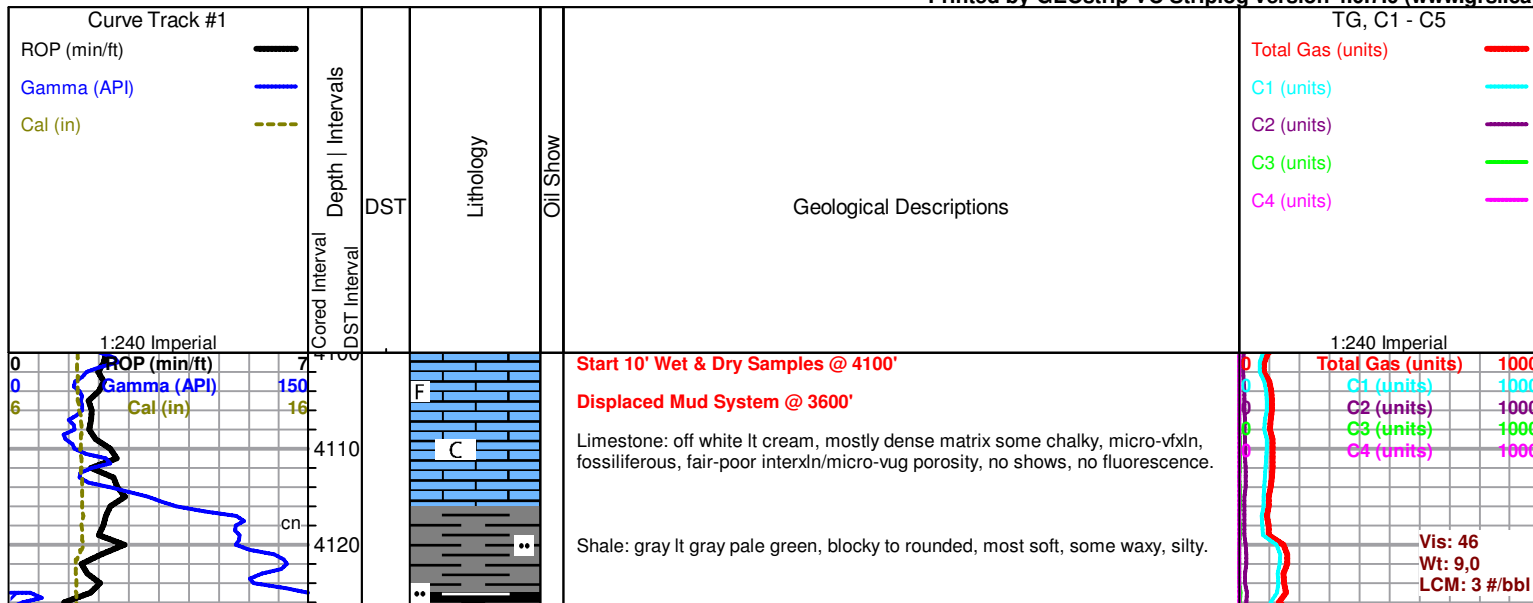 Curve Track #1
ROP (min/ft)
Gamma (API)
Cal (in)
1:240 Imperial
Cored Interval
Depth | Intervals
DST Interval
DST
Lithology
Oil Show
Geological Descriptions
TG, C1 - C5
Total Gas (units)
C1 (units)
C2 (units)
C3 (units)
C4 (units)
1:240 Imperial
0 ROP (min/ft) 7
0 Gamma (API) 150
6 Cal (in) 16
4100
4110
cn
4120
F
C
Start 10' Wet & Dry Samples @ 4100'
Displaced Mud System @ 3600'
Limestone: off white lt cream, mostly dense matrix some chalky, micro-vfxln,
fossiliferous, fair-poor interxln/micro-vug porosity, no shows, no fluorescence.
Shale: gray lt gray pale green, blocky to rounded, most soft, some waxy, silty.
0 Total Gas (units) 1000
0 C1 (units) 1000
0 C2 (units) 1000
0 C3 (units) 1000
0 C4 (units) 1000
Vis: 46
Wt: 9,0
LCM: 3 #/bbl